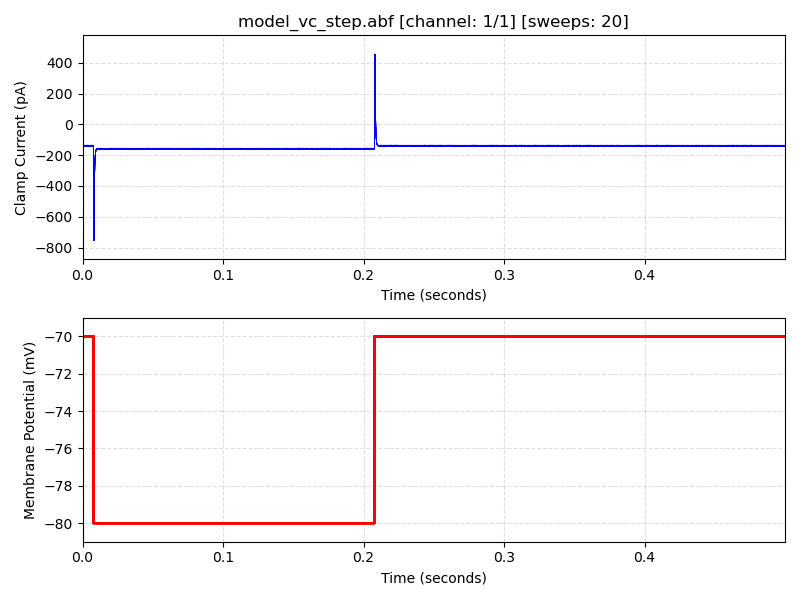 model_vc_step.abf [channel: 1/1] [sweeps: 20]
Clamp Current (pA)
400
200
0
−200
−400
−600
−800
0.0 0.1 0.2 0.3 0.4
Time (seconds)
Membrane Potential (mV)
−70
−72
−74
−76
−78
−80
0.0 0.1 0.2 0.3 0.4
Time (seconds)